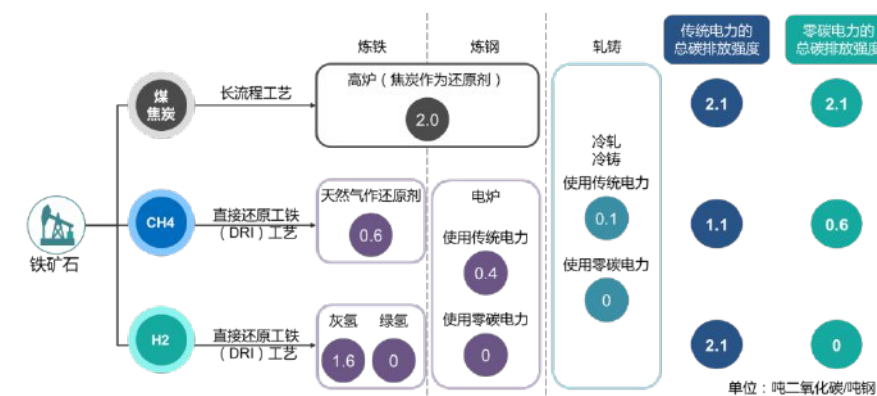 炼铁
炼钢
轧铸
传统电力的
总碳排放强度
零碳电力的
总碳排放强度
煤
焦炭
长流程工艺
高炉（焦炭作为还原剂）
2.0
2.1
2.1
冷轧
冷铸
使用传统电力
0.1
使用零碳电力
0
铁矿石
CH4
直接还原工铁
（DRI）工艺
天然气作还原剂
0.6
电炉
使用传统电力
0.4
使用零碳电力
0
1.1
0.6
H2
直接还原工铁
（DRI）工艺
灰氢
绿氢
1.6
0
2.1
0
单位：吨二氧化碳/吨钢